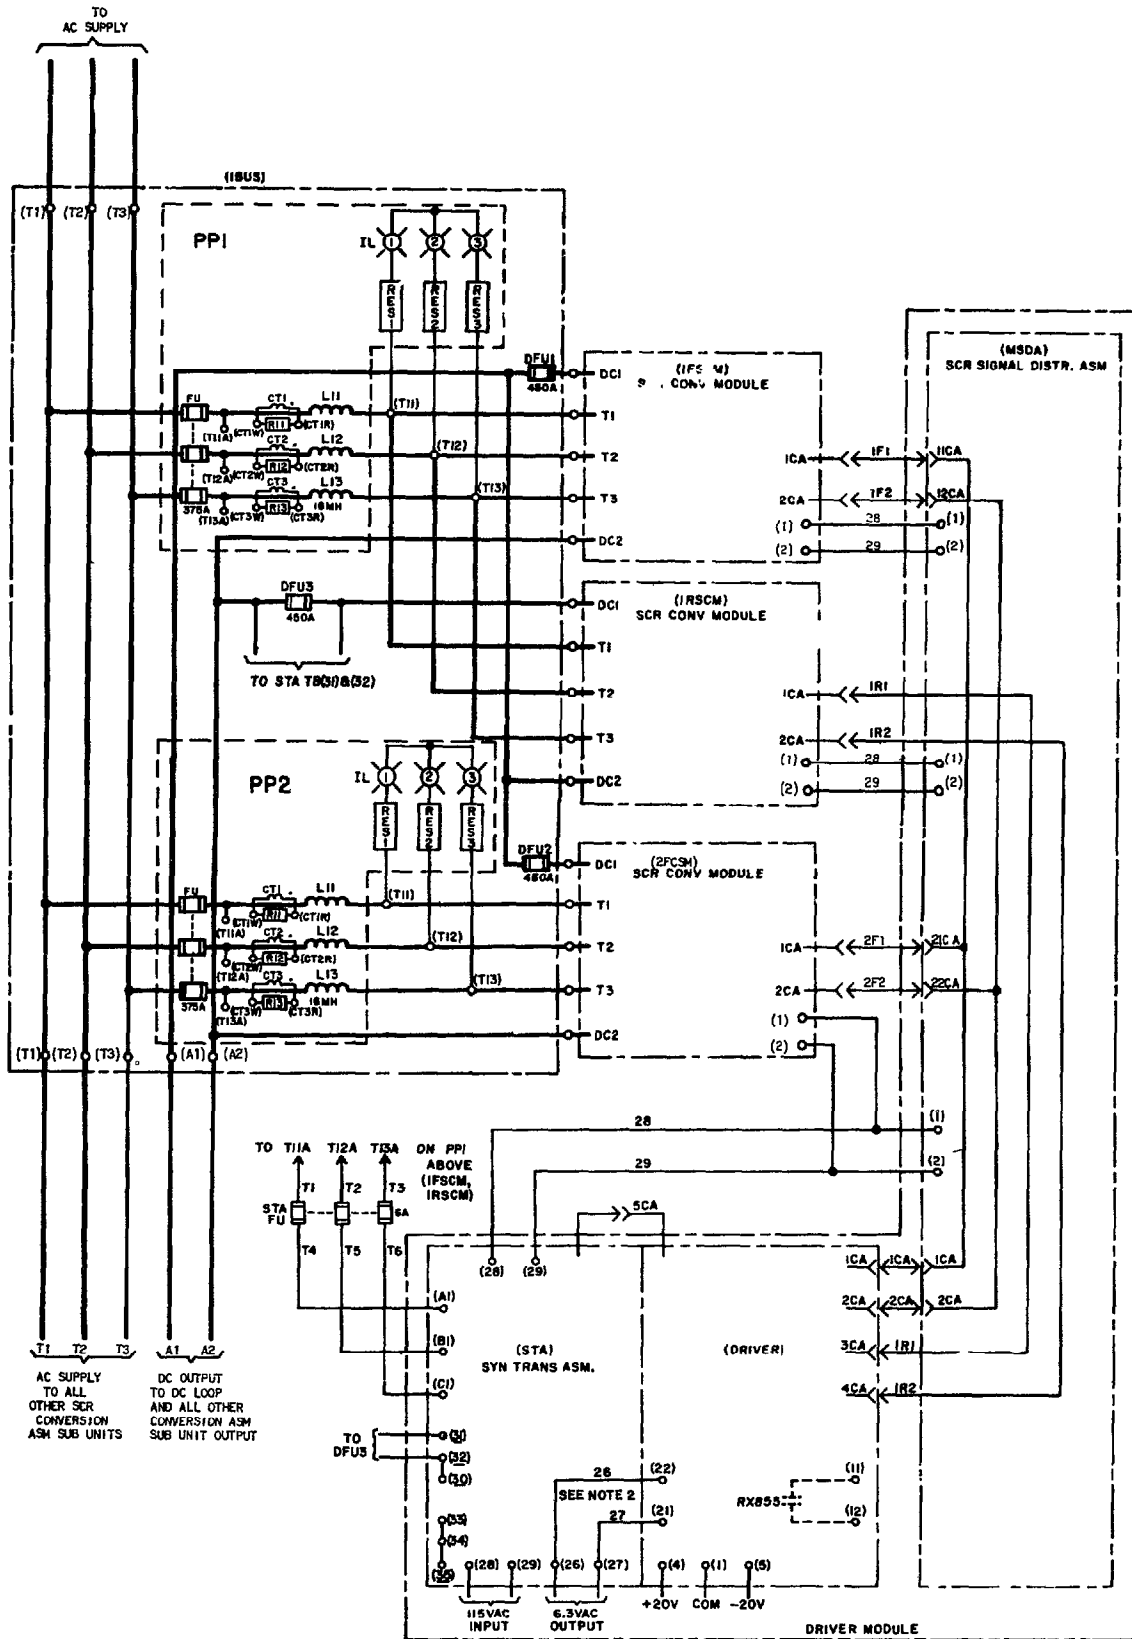 TO
AC SUPPLY
(IBUS)
(T1) (T2) (T3)
PP1
IL 1 2 3
RES1 RES2 RES3
(MSDA)
SCR SIGNAL DISTR. ASM
DFU1
450A
DC1
CONV MODULE
FU CT1 L11 (T11) T1
(T11A) (CT1W) R11 (CT1R)
CT2 L12 (T12) T2
(T12A) (CT2W) R12 (CT2R)
CT3 L13 (T13) T3
375A (T13A) (CT3W) R13 (CT3R) 16MH
DC2
1CA 1F1 11CA
2CA 1F2 12CA
(1) 28 (1)
(2) 29 (2)
DFU3
450A
TO STA TB(31)&(32)
DC1
(1RSCM)
SCR CONV MODULE
T1
T2
T3
DC2
1CA 1R1
2CA 1R2
(1) 28 (1)
(2) 29 (2)
PP2
IL 1 2 3
RES1 RES2 RES3
DFU2
450A
DC1
(2FCSM)
SCR CONV MODULE
FU CT1 L11 (T11) T1
(T11A) (CT1W) R11 (CT1R)
CT2 L12 (T12) T2
(T12A) (CT2W) R12 (CT2R)
CT3 L13 (T13) T3
375A (T13A) (CT3W) R13 (CT3R) 16MH
DC2
1CA 2F1 21CA
2CA 2F2 22CA
(1)
(2)
(T1) (T2) (T3) (A1) (A2)
28 (1)
29 (2)
TO T11A T12A T13A ON PP1
ABOVE
(1FSCM,
1RSCM)
T1 T2 T3
STA
FU
6A
T4 T5 T6
5CA
(28) (29)
1CA 1CA 1CA
2CA 2CA 2CA
3CA 1R1
4CA 1R2
(A1)
(B1)
(C1)
(STA)
SYN TRANS ASM.
(DRIVER)
T1 T2 T3 A1 A2
AC SUPPLY
TO ALL
OTHER SCR
CONVERSION
ASM SUB UNITS
DC OUTPUT
TO DC LOOP
AND ALL OTHER
CONVERSION ASM
SUB UNIT OUTPUT
TO
DFU3
(31)
(32)
(30)
(33)
(34)
(35)
26 (22)
SEE NOTE 2
27 (21)
RX855
(11)
(12)
(28) (29) (26) (27) (4) (1) (5)
115VAC
INPUT
6.3VAC
OUTPUT
+20V COM -20V
DRIVER MODULE